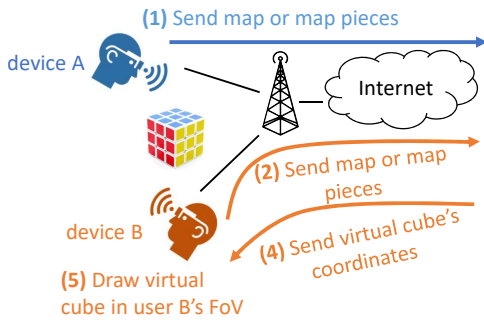 (1) Send map or map pieces
device A
Internet
(2) Send map or map
pieces
device B
(4) Send virtual cube's
coordinates
(5) Draw virtual
cube in user B's FoV